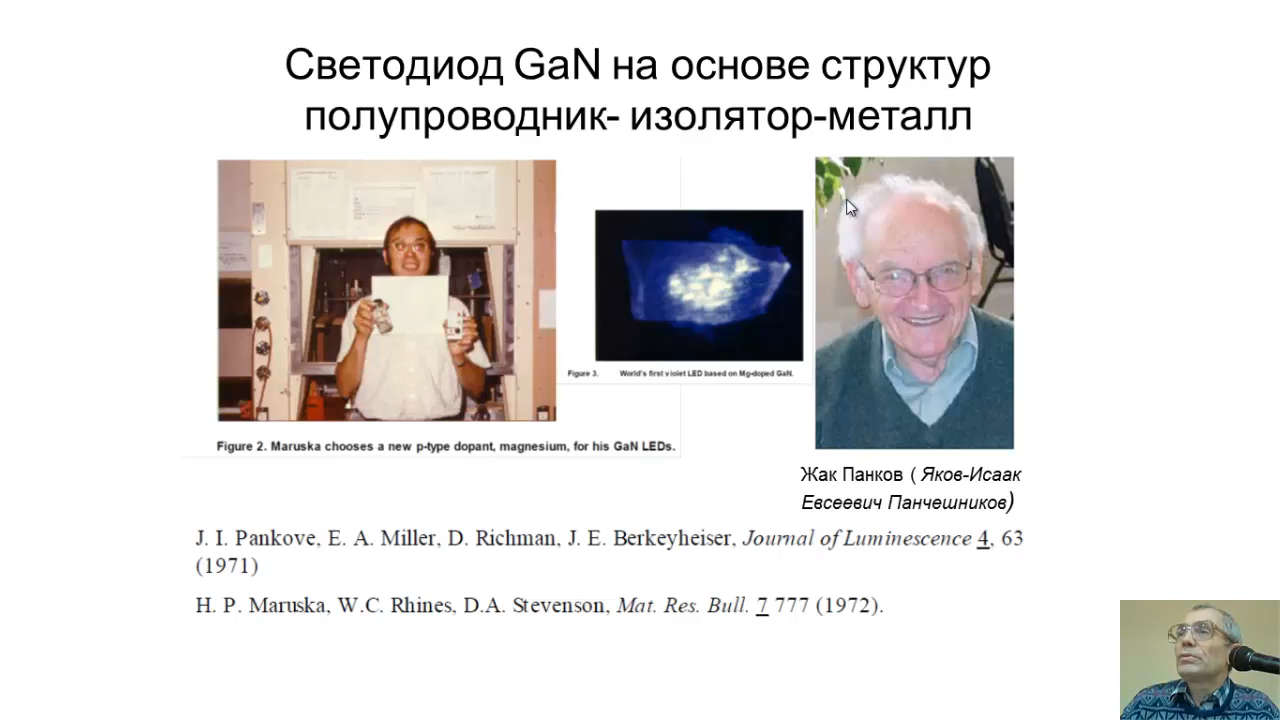 Светодиод GaN на основе структур
полупроводник- изолятор-металл
Figure 3. World's first violet LED based on Mg-doped GaN.
Figure 2. Maruska chooses a new p-type dopant, magnesium, for his GaN LEDs.
Жак Панков ( Яков-Исаак
Евсеевич Панчешников)
J. I. Pankove, E. A. Miller, D. Richman, J. E. Berkeyheiser, Journal of Luminescence 4, 63
(1971)
H. P. Maruska, W.C. Rhines, D.A. Stevenson, Mat. Res. Bull. 7 777 (1972).